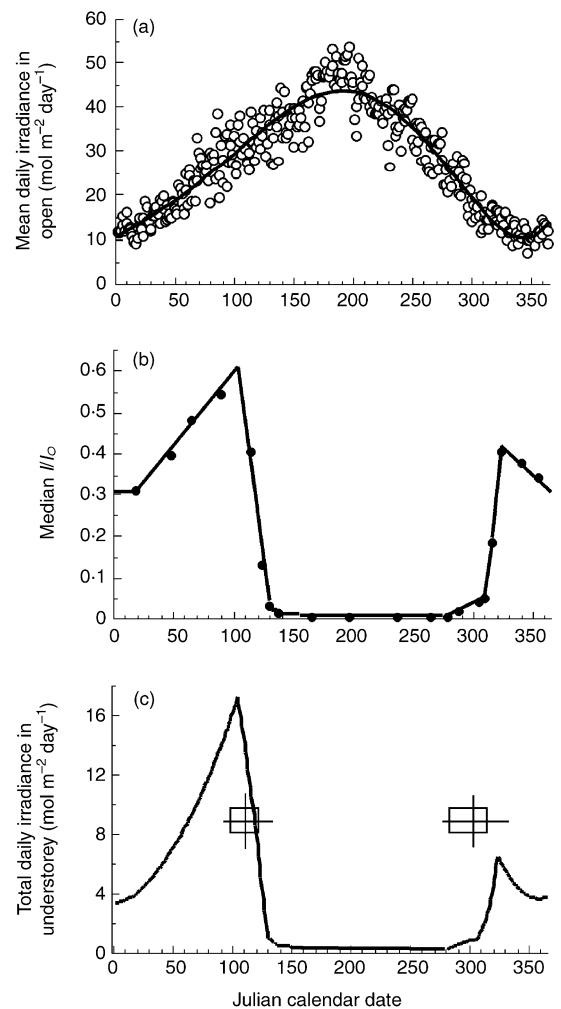 (a)
Mean daily irradiance in
open (mol m−2 day−1)
60
50
40
30
20
10
0
0 50 100 150 200 250 300 350
(b)
Median I/IO
0·6
0·5
0·4
0·3
0·2
0·1
0
0 50 100 150 200 250 300 350
(c)
Total daily irradiance in
understorey (mol m−2 day−1)
16
12
8
4
0
0 50 100 150 200 250 300 350
Julian calendar date